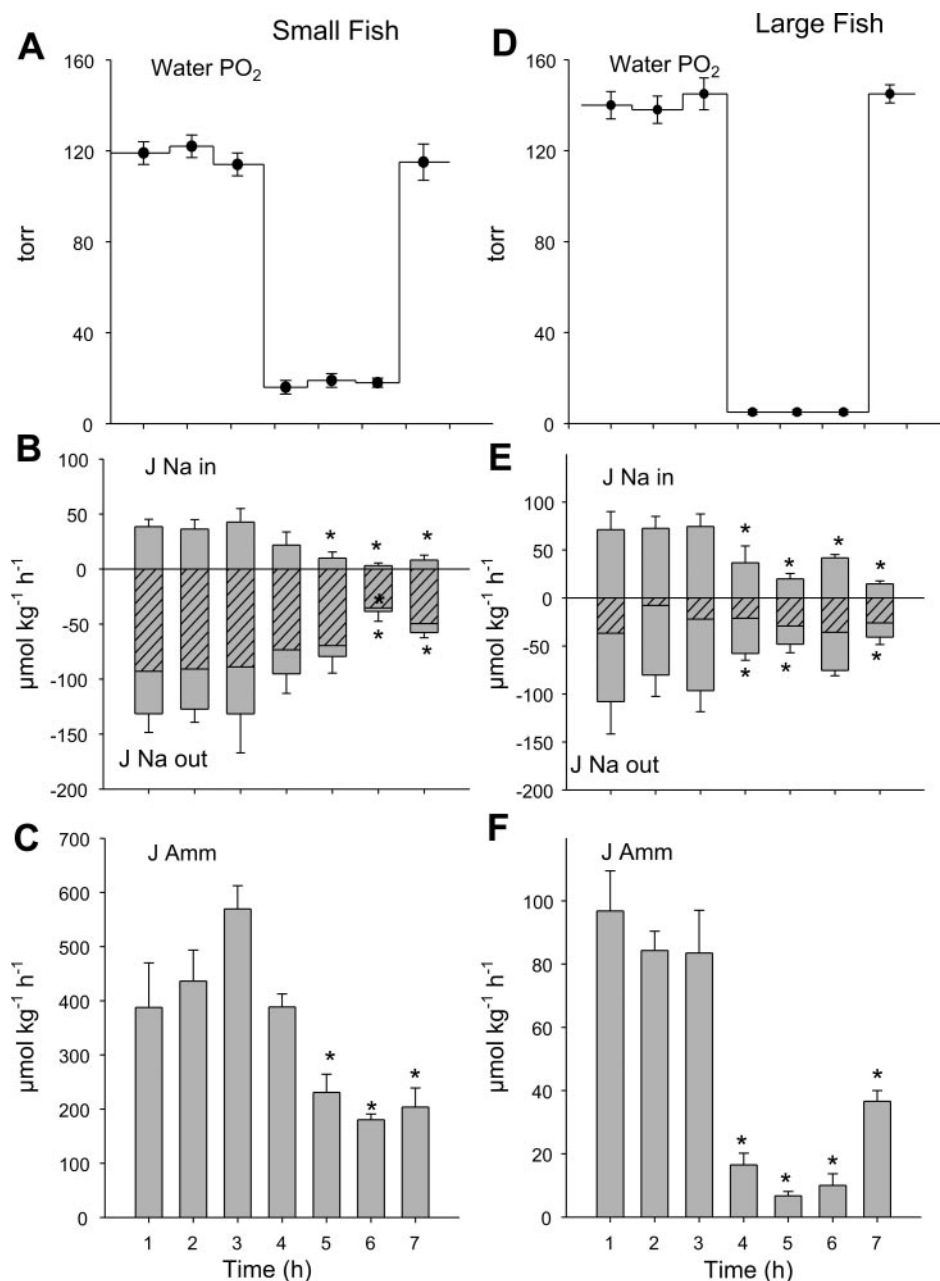 A
Small Fish
Water PO2
160
120
80
40
0
torr
D
Large Fish
Water PO2
160
120
80
40
0
torr
B
J Na in
100
50
0
-50
-100
-150
-200
µmol kg-1 h-1
* * *
*
* *
J Na out
E
J Na in
100
50
0
-50
-100
-150
-200
µmol kg-1 h-1
* * * *
* * *
J Na out
C
J Amm
700
600
500
400
300
200
100
0
µmol kg-1 h-1
* * *
1 2 3 4 5 6 7
Time (h)
F
J Amm
100
80
60
40
20
0
µmol kg-1 h-1
* * * *
1 2 3 4 5 6 7
Time (h)